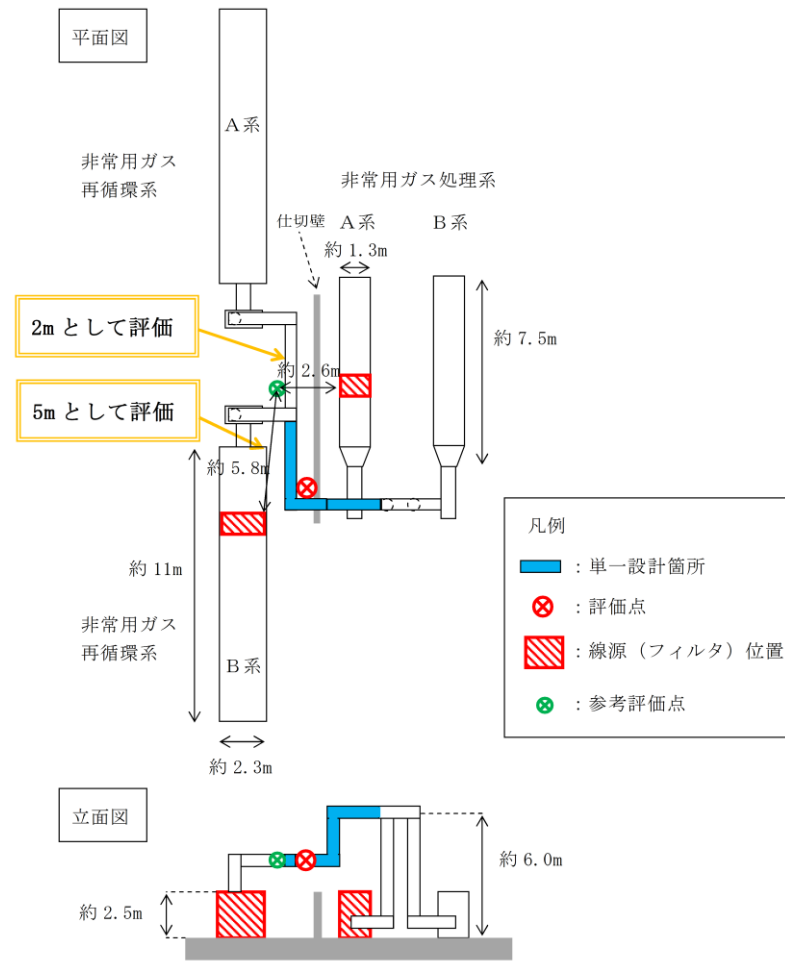 平面図
A系
非常用ガス
再循環系
非常用ガス処理系
仕切壁
A系
B系
約 1.3m
2m として評価
約 2.6m
約 7.5m
5m として評価
約 5.8m
約 11m
非常用ガス
再循環系
B系
約 2.3m
凡例
：単一設計箇所
：評価点
：線源（フィルタ）位置
：参考評価点
立面図
約 2.5m
約 6.0m